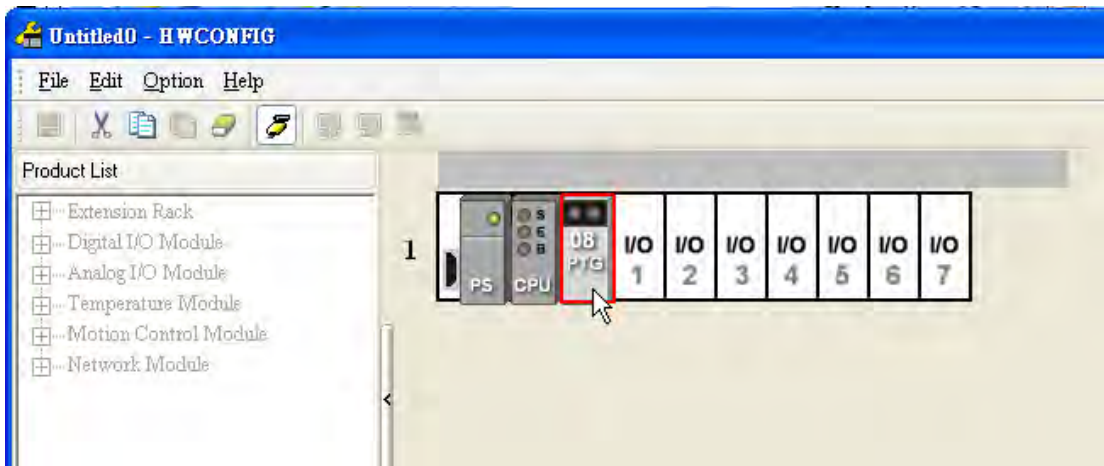 Untitled0 - HWCONFIG
File Edit Option Help
Product List
Extension Rack
Digital I/O Module
Analog I/O Module
Temperature Module
Motion Control Module
Network Module
1
PS
S
E
B
CPU
08
PTG
I/O I/O I/O I/O I/O I/O I/O
1 2 3 4 5 6 7